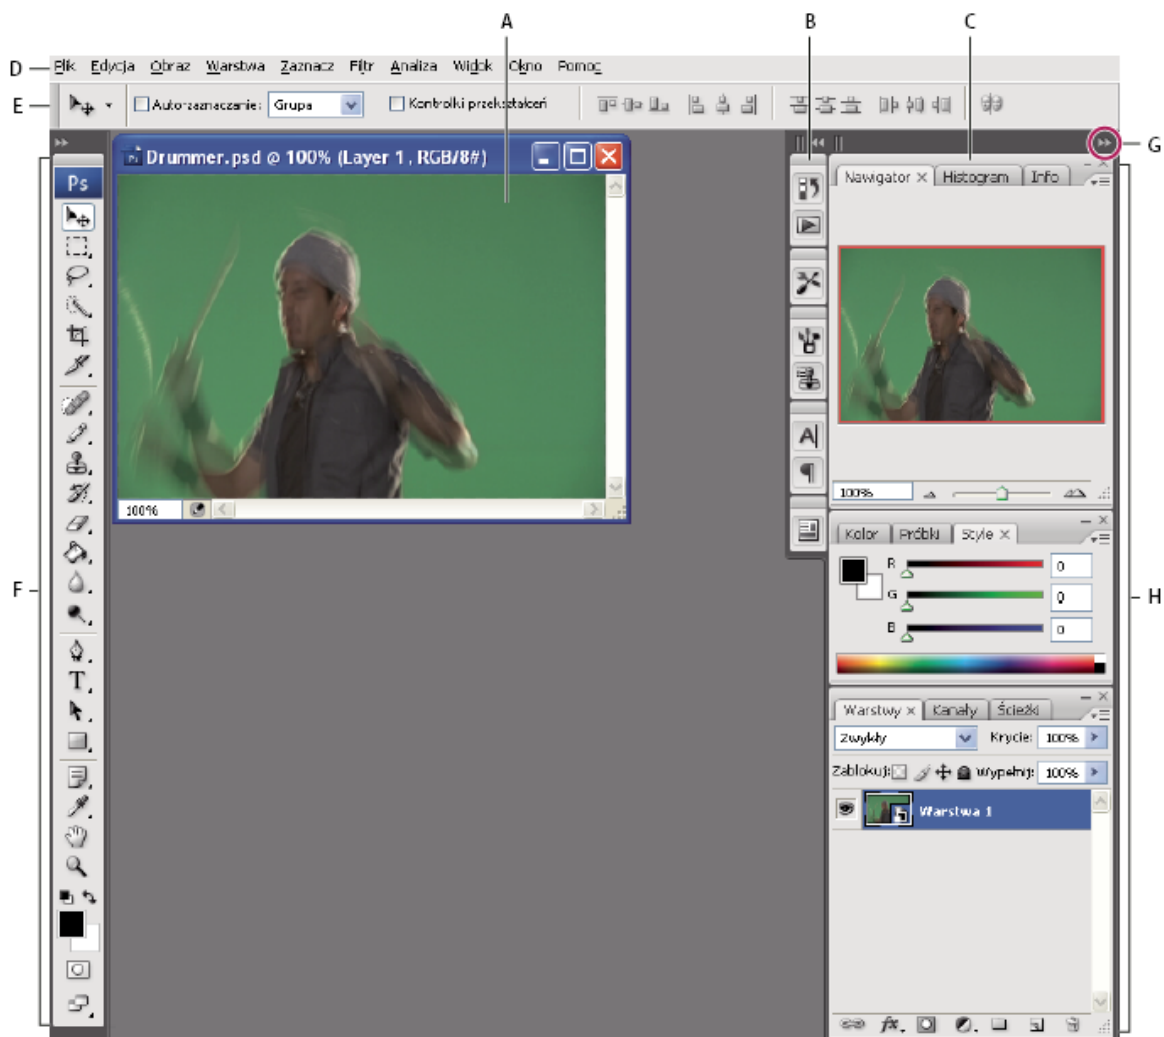 A
B
C
D
Plik Edycja Obraz Warstwa Zaznacz Filtr Analiza Widok Okno Pomoc
E
Auto-zaznaczanie: Grupa Kontrolki przekształceń
G
Drummer.psd @ 100% (Layer 1, RGB/8#)
Ps
Nawigator Histogram Info
A
100%
100%
Kolor Próbki Style
R 0
G 0
B 0
F
H
T
Warstwy Kanały Ścieżki
Zwykły Krycie: 100%
Zablokuj: Wypełnij: 100%
Warstwa 1
fx.